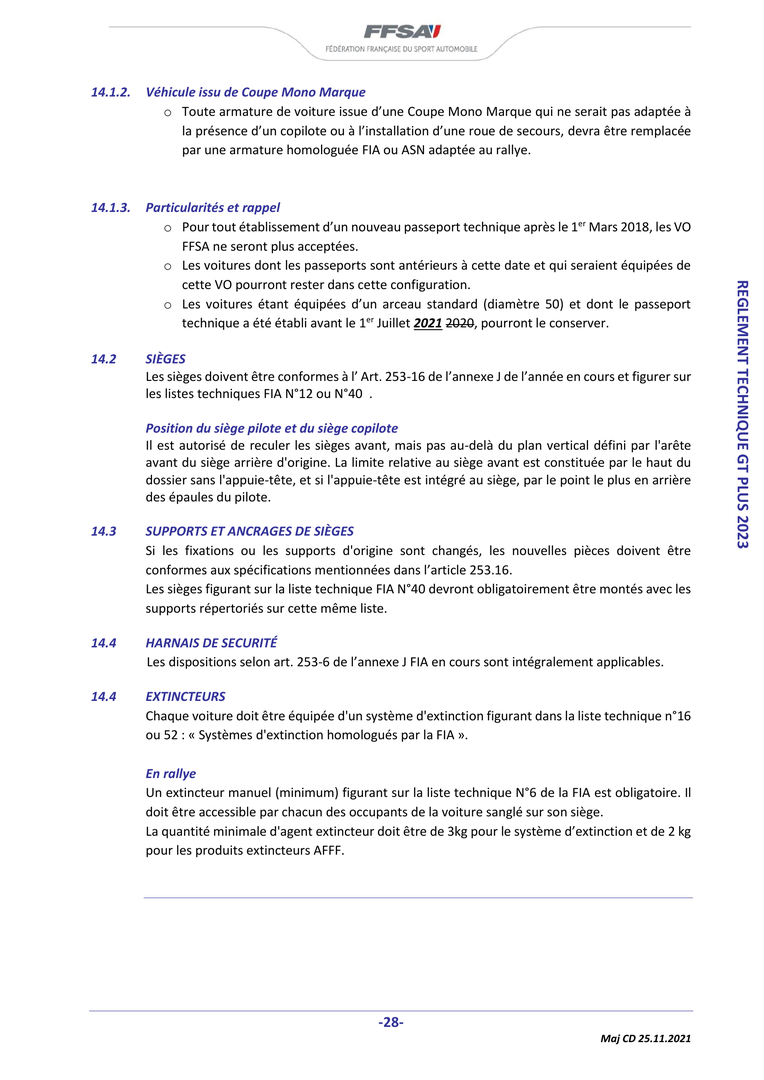 FFSA
FÉDÉRATION FRANÇAISE DU SPORT AUTOMOBILE
14.1.2. Véhicule issu de Coupe Mono Marque
o Toute armature de voiture issue d’une Coupe Mono Marque qui ne serait pas adaptée à
la présence d’un copilote ou à l’installation d’une roue de secours, devra être remplacée
par une armature homologuée FIA ou ASN adaptée au rallye.
14.1.3. Particularités et rappel
o Pour tout établissement d’un nouveau passeport technique après le 1er Mars 2018, les VO
FFSA ne seront plus acceptées.
o Les voitures dont les passeports sont antérieurs à cette date et qui seraient équipées de
cette VO pourront rester dans cette configuration.
o Les voitures étant équipées d’un arceau standard (diamètre 50) et dont le passeport
technique a été établi avant le 1er Juillet 2021 2020, pourront le conserver.
14.2 SIÈGES
Les sièges doivent être conformes à l’ Art. 253-16 de l’annexe J de l’année en cours et figurer sur
les listes techniques FIA N°12 ou N°40 .
Position du siège pilote et du siège copilote
Il est autorisé de reculer les sièges avant, mais pas au-delà du plan vertical défini par l'arête
avant du siège arrière d'origine. La limite relative au siège avant est constituée par le haut du
dossier sans l'appuie-tête, et si l'appuie-tête est intégré au siège, par le point le plus en arrière
des épaules du pilote.
14.3 SUPPORTS ET ANCRAGES DE SIÈGES
Si les fixations ou les supports d'origine sont changés, les nouvelles pièces doivent être
conformes aux spécifications mentionnées dans l’article 253.16.
Les sièges figurant sur la liste technique FIA N°40 devront obligatoirement être montés avec les
supports répertoriés sur cette même liste.
14.4 HARNAIS DE SECURITÉ
Les dispositions selon art. 253-6 de l’annexe J FIA en cours sont intégralement applicables.
14.4 EXTINCTEURS
Chaque voiture doit être équipée d'un système d'extinction figurant dans la liste technique n°16
ou 52 : « Systèmes d'extinction homologués par la FIA ».
En rallye
Un extincteur manuel (minimum) figurant sur la liste technique N°6 de la FIA est obligatoire. Il
doit être accessible par chacun des occupants de la voiture sanglé sur son siège.
La quantité minimale d'agent extincteur doit être de 3kg pour le système d’extinction et de 2 kg
pour les produits extincteurs AFFF.
REGLEMENT TECHNIQUE GT PLUS 2023
-28-
Maj CD 25.11.2021